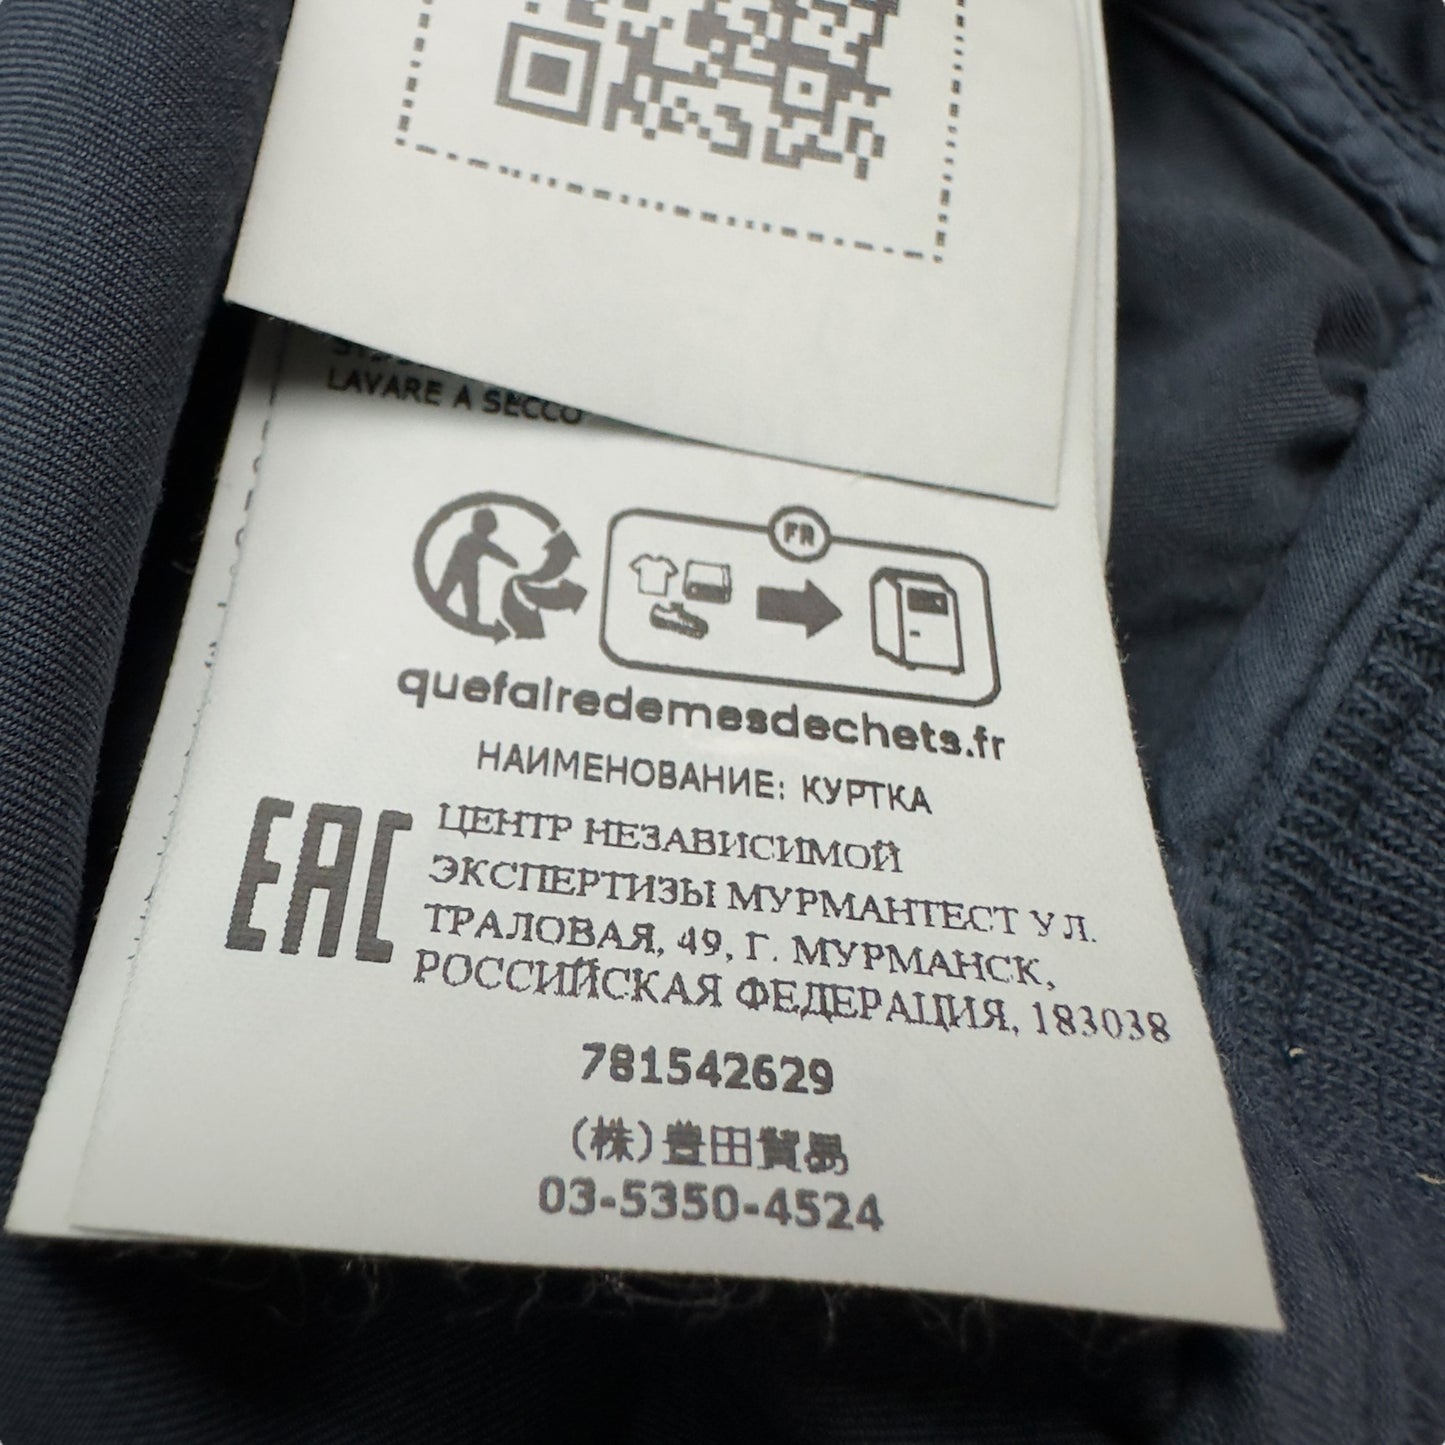 LAVARE A SECCO
FR
quefairedemesdechets.fr
НАИМЕНОВАНИЕ: КУРТКА
EAC
ЦЕНТР НЕЗАВИСИМОЙ
ЭКСПЕРТИЗЫ МУРМАНТЕСТ УЛ.
ТРАЛОВАЯ, 49, Г. МУРМАНСК,
РОССИЙСКАЯ ФЕДЕРАЦИЯ, 183038
781542629
(株)豊田貿易
03-5350-4524